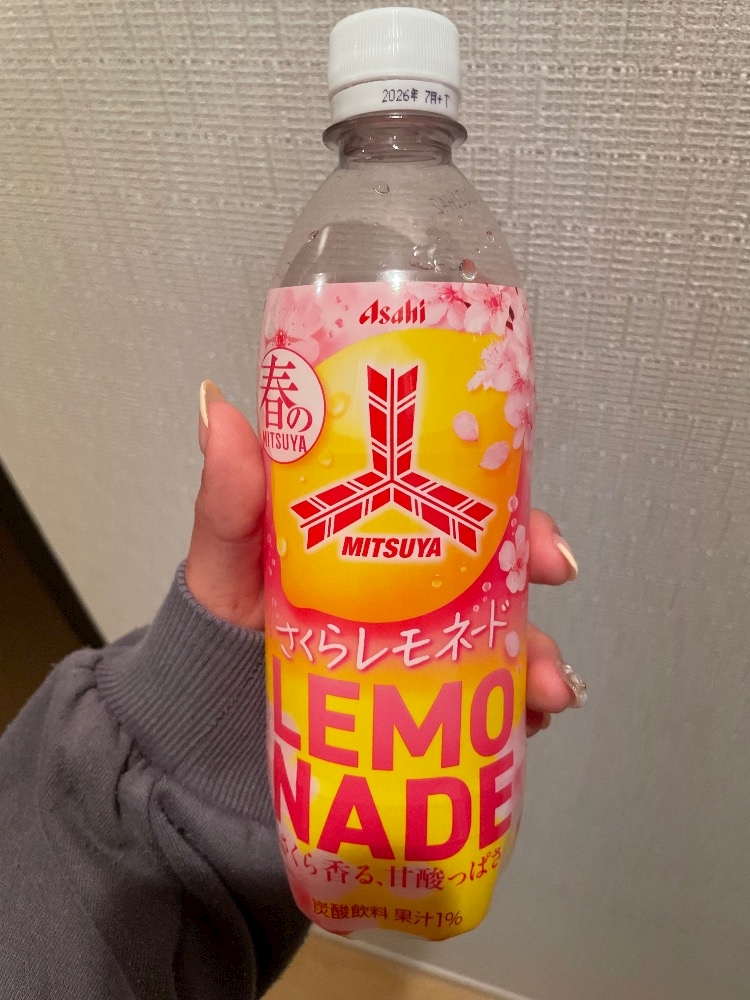 2026年 7月+T
Asahi
春の
MITSUYA
MITSUYA
さくらレモネード
LEMO
NADE
さくら香る、甘酸っぱさ
炭酸飲料 果汁1%